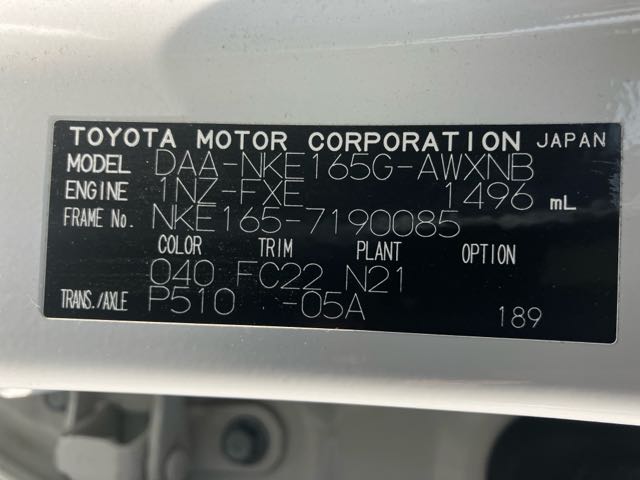 TOYOTA MOTOR CORPORATION JAPAN
MODEL DAA-NKE165G-AWXNB
ENGINE 1NZ-FXE 1496 mL
FRAME No. NKE165-7190085
COLOR TRIM PLANT OPTION
040 FC22 N21
TRANS./AXLE P510 -05A
189